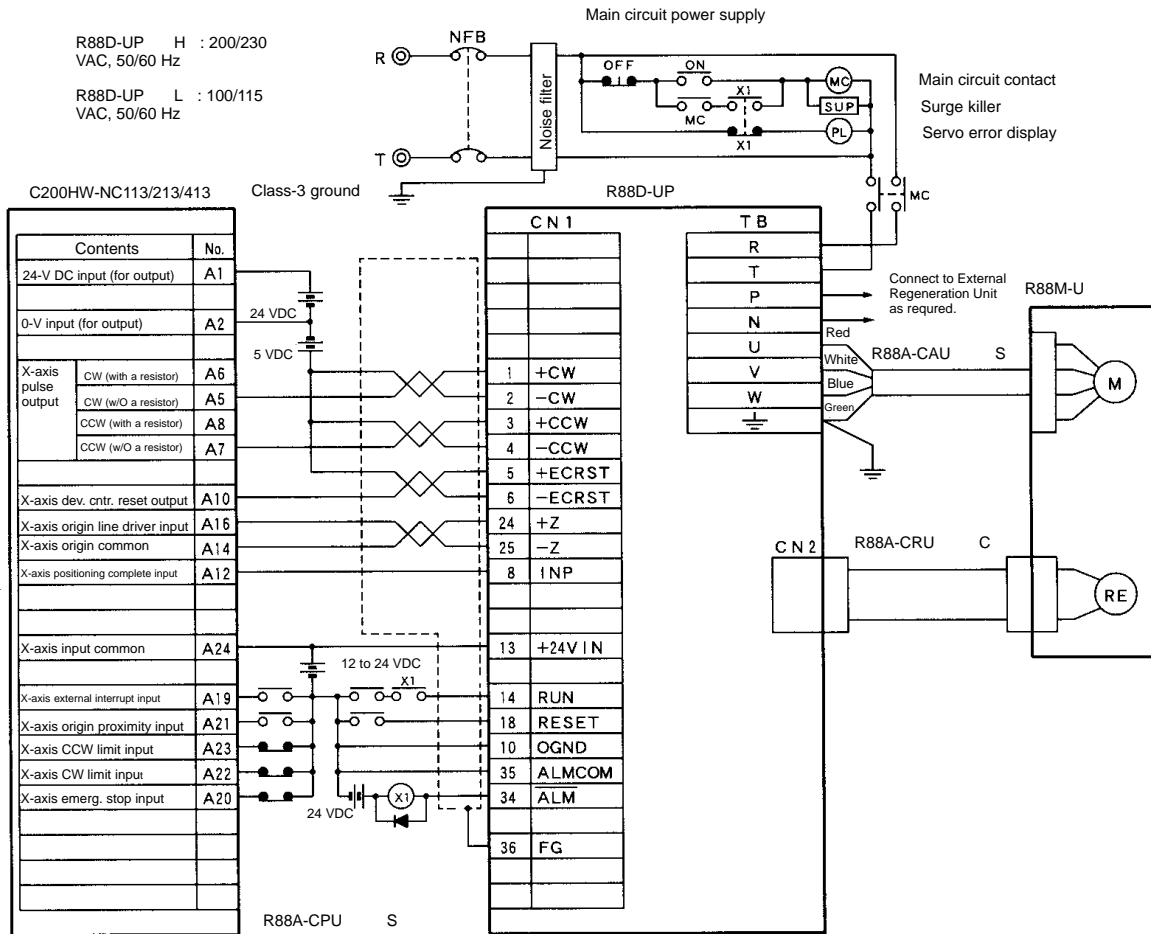 Main circuit power supply
R88D-UP H : 200/230
VAC, 50/60 Hz
R88D-UP L : 100/115
VAC, 50/60 Hz
R
NFB
T
Noise filter
OFF
ON
MC
X1
MC
SUP
X1
PL
Main circuit contact
Surge killer
Servo error display
MC
Class-3 ground
C200HW-NC113/213/413
Contents No.
24-V DC input (for output) A1
0-V input (for output) A2
X-axis pulse output
CW (with a resistor) A6
CW (w/O a resistor) A5
CCW (with a resistor) A8
CCW (w/O a resistor) A7
X-axis dev. cntr. reset output A10
X-axis origin line driver input A16
X-axis origin common A14
X-axis positioning complete input A12
X-axis input common A24
X-axis external interrupt input A19
X-axis origin proximity input A21
X-axis CCW limit input A23
X-axis CW limit input A22
X-axis emerg. stop input A20
24 VDC
5 VDC
12 to 24 VDC
X1
24 VDC
X1
R88A-CPU S
R88D-UP
CN1
1 +CW
2 −CW
3 +CCW
4 −CCW
5 +ECRST
6 −ECRST
24 +Z
25 −Z
8 INP
13 +24VIN
14 RUN
18 RESET
10 OGND
35 ALMCOM
34 ALM
36 FG
TB
R
T
P
N
U
V
W
Connect to External
Regeneration Unit
as requred.
Red
White
Blue
Green
R88A-CAU S
R88M-U
M
CN2
R88A-CRU C
RE